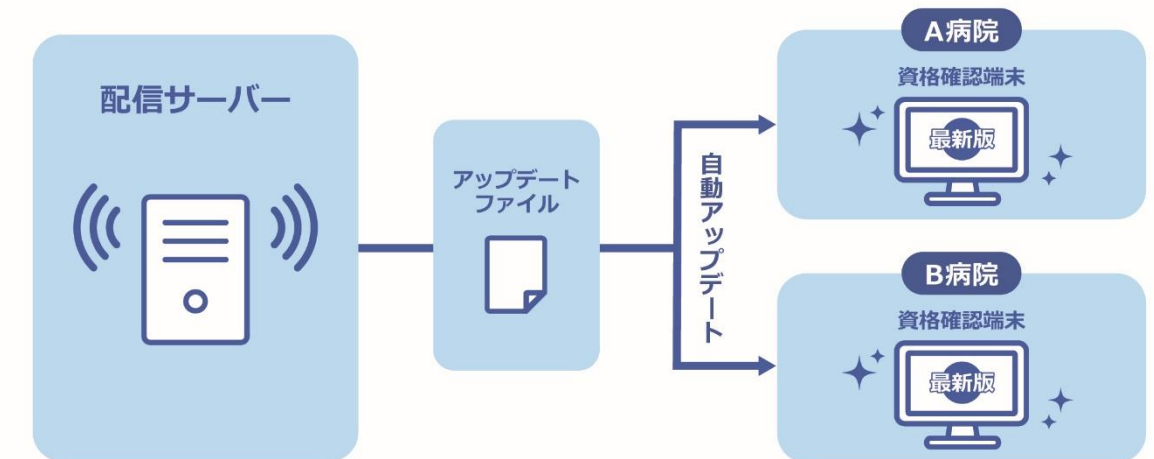 配信サーバー
アップデート
ファイル
自動アップデート
A病院
資格確認端末
最新版
B病院
資格確認端末
最新版